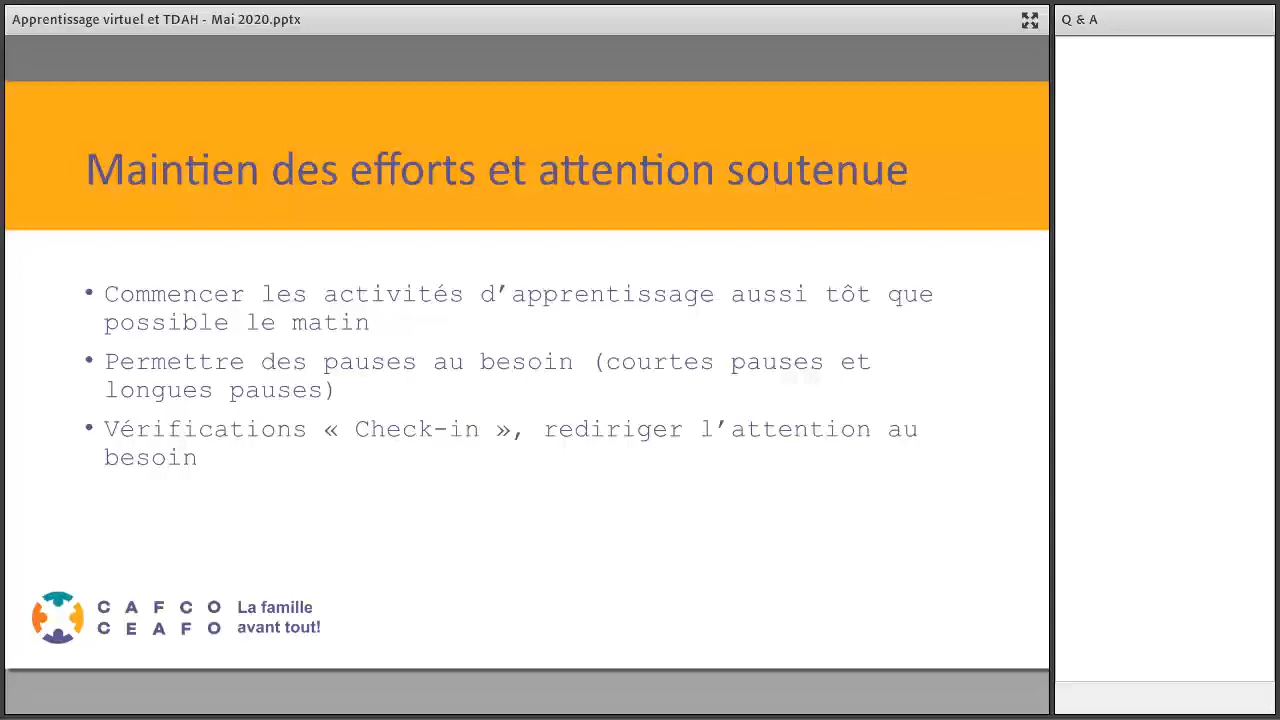 Apprentissage virtuel et TDAH - Mai 2020.pptx
Q & A
Maintien des efforts et attention soutenue
• Commencer les activités d’apprentissage aussi tôt que
possible le matin
• Permettre des pauses au besoin (courtes pauses et
longues pauses)
• Vérifications « Check-in », rediriger l’attention au
besoin
CAFCO La famille
CEAFO avant tout!